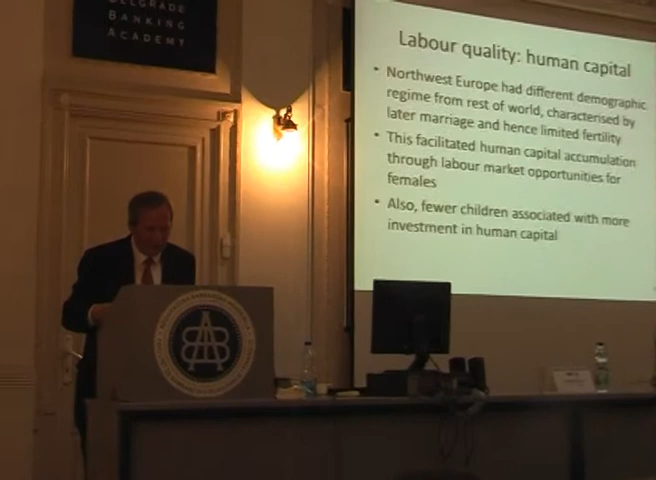 BELGRADE
BANKING
ACADEMY
Labour quality: human capital
• Northwest Europe had different demographic
regime from rest of world, characterised by
later marriage and hence limited fertility
• This facilitated human capital accumulation
through labour market opportunities for
females
• Also, fewer children associated with more
investment in human capital